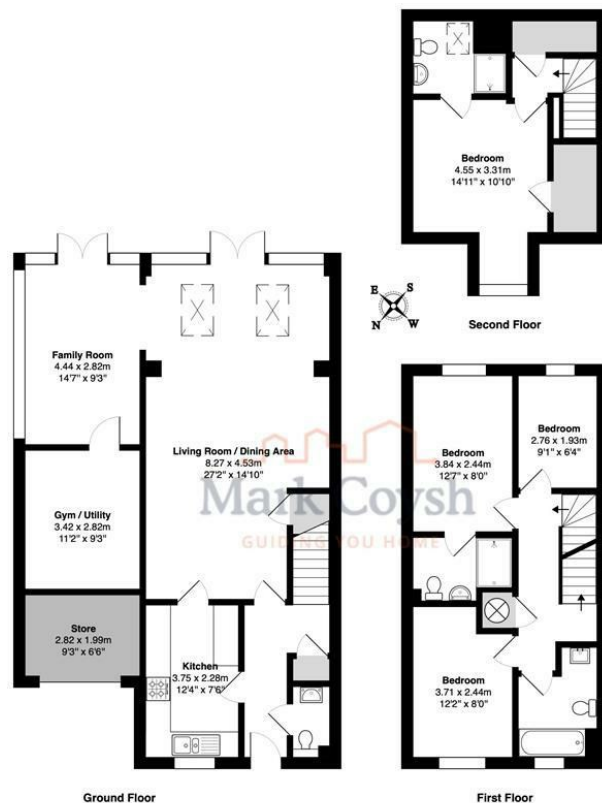 Bedroom
4.55 x 3.31m
14'11" x 10'10"
E S
N W
Second Floor
Family Room
4.44 x 2.82m
14'7" x 9'3"
Living Room / Dining Area
8.27 x 4.53m
27'2" x 14'10"
Mark Coysh
GUIDING YOU HOME
Gym / Utility
3.42 x 2.82m
11'2" x 9'3"
Store
2.82 x 1.99m
9'3" x 6'6"
Kitchen
3.75 x 2.28m
12'4" x 7'6"
Ground Floor
Bedroom
3.84 x 2.44m
12'7" x 8'0"
Bedroom
2.76 x 1.93m
9'1" x 6'4"
Bedroom
3.71 x 2.44m
12'2" x 8'0"
First Floor